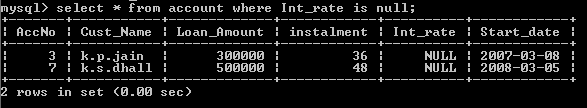 mysql> select * from account where Int_rate is null;
+-------+-----------+-------------+-----------+----------+------------+
| AccNo | Cust_Name | Loan_Amount | instalment | Int_rate | Start_date |
+-------+-----------+-------------+-----------+----------+------------+
| 3 | k.p.jain | 300000 | 36 | NULL | 2007-03-08 |
| 7 | k.s.dhall | 500000 | 48 | NULL | 2008-03-05 |
+-------+-----------+-------------+-----------+----------+------------+
2 rows in set (0.00 sec)